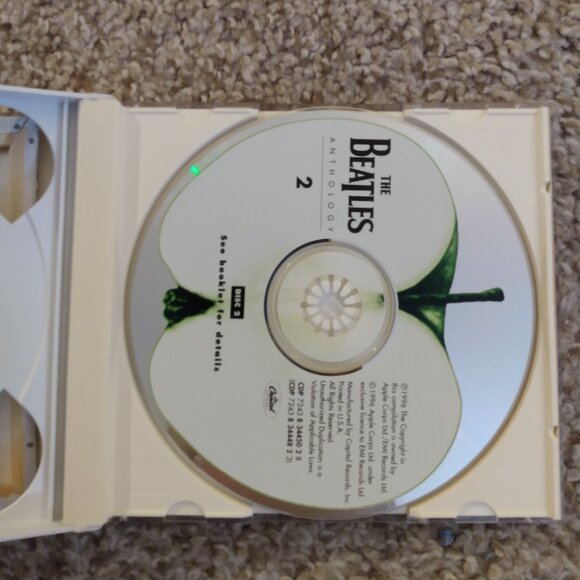 THE
BEATLES
ANTHOLOGY
2
DISC 2
See booklet for details
℗1996 The Copyright in
this compilation is owned by
Apple Corps Ltd./EMI Records Ltd.
©1996 Apple Corps Ltd. under
exclusive licence to EMI Records Ltd.
Manufactured by Capitol Records, Inc.
Printed in U.S.A.
All Rights Reserved.
Unauthorized Duplication is a
Violation of Applicable Laws.
CDP 7243 8 34450 2 8
(CDP 7243 8 34448 2 3)
Capitol